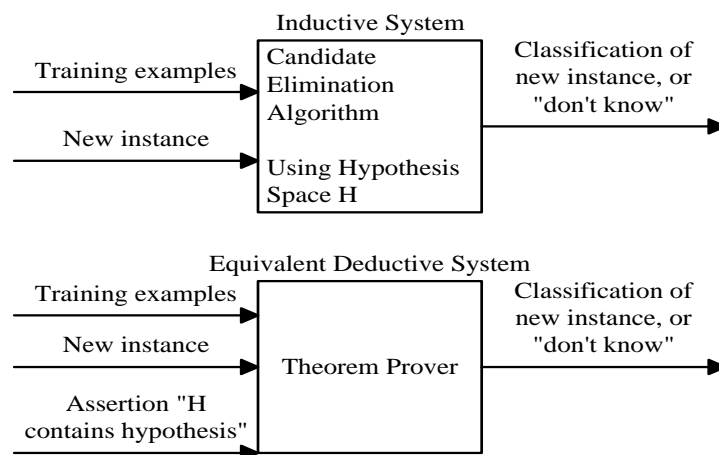 Inductive System
Training examples
New instance
Candidate
Elimination
Algorithm
Using Hypothesis
Space H
Classification of
new instance, or
"don't know"
Equivalent Deductive System
Training examples
New instance
Assertion "H
contains hypothesis"
Theorem Prover
Classification of
new instance, or
"don't know"